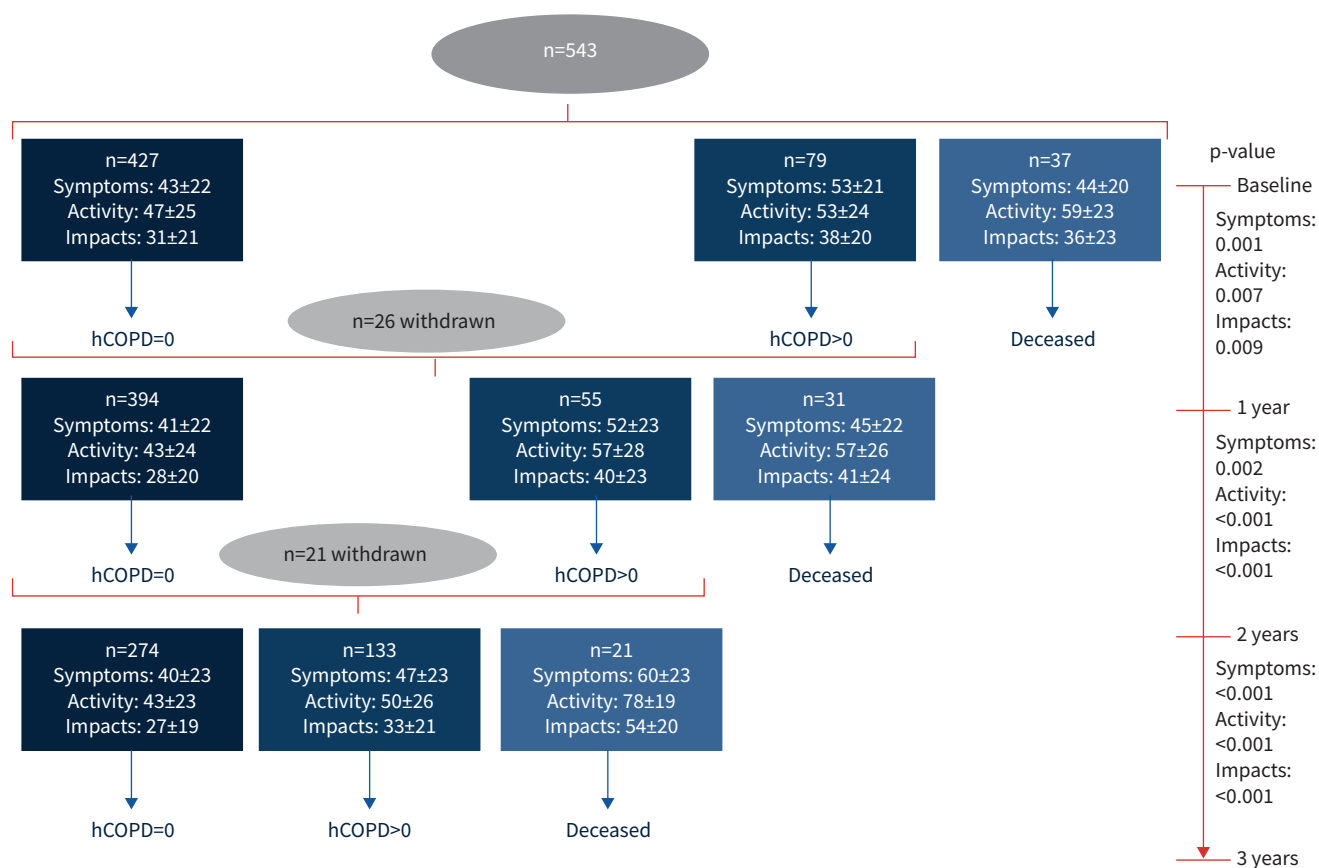 n=543
n=427
Symptoms: 43±22
Activity: 47±25
Impacts: 31±21
n=79
Symptoms: 53±21
Activity: 53±24
Impacts: 38±20
n=37
Symptoms: 44±20
Activity: 59±23
Impacts: 36±23
hCOPD=0
n=26 withdrawn
hCOPD>0
Deceased
n=394
Symptoms: 41±22
Activity: 43±24
Impacts: 28±20
n=55
Symptoms: 52±23
Activity: 57±28
Impacts: 40±23
n=31
Symptoms: 45±22
Activity: 57±26
Impacts: 41±24
hCOPD=0
n=21 withdrawn
hCOPD>0
Deceased
n=274
Symptoms: 40±23
Activity: 43±23
Impacts: 27±19
n=133
Symptoms: 47±23
Activity: 50±26
Impacts: 33±21
n=21
Symptoms: 60±23
Activity: 78±19
Impacts: 54±20
hCOPD=0
hCOPD>0
Deceased
p-value
Baseline
Symptoms:
0.001
Activity:
0.007
Impacts:
0.009
1 year
Symptoms:
0.002
Activity:
<0.001
Impacts:
<0.001
2 years
Symptoms:
<0.001
Activity:
<0.001
Impacts:
<0.001
3 years